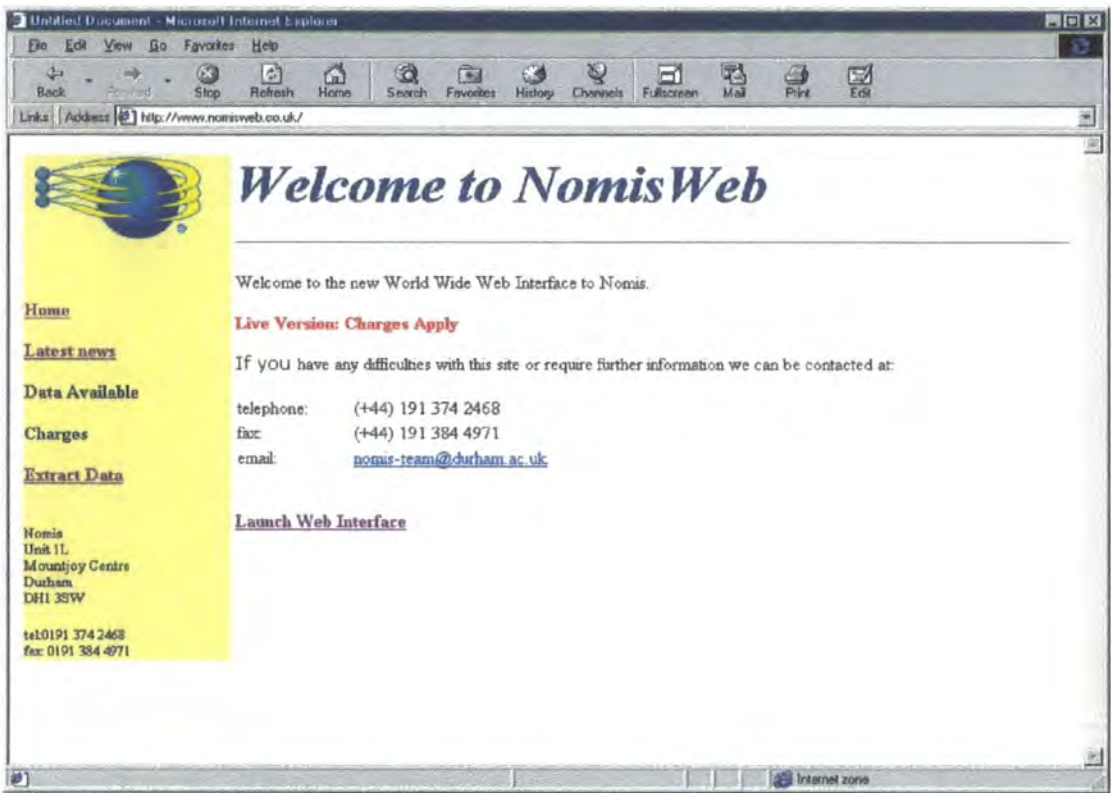 Untitled Document - Microsoft Internet Explorer
File Edit View Go Favorites Help
Back Forward Stop Refresh Home Search Favorites History Channels Fullscreen Mail Print Edit
Links Address http://www.nomisweb.co.uk/
Welcome to NomisWeb
Welcome to the new World Wide Web Interface to Nomis.
Live Version: Charges Apply
If you have any difficulties with this site or require further information we can be contacted at:
telephone: (+44) 191 374 2468
fax: (+44) 191 384 4971
email: nomis-team@durham.ac.uk
Launch Web Interface
Home
Latest news
Data Available
Charges
Extract Data
Nomis
Unit 1L
Mountjoy Centre
Durham
DH1 3SW
tel:0191 374 2468
fax: 0191 384 4971
Internet zone